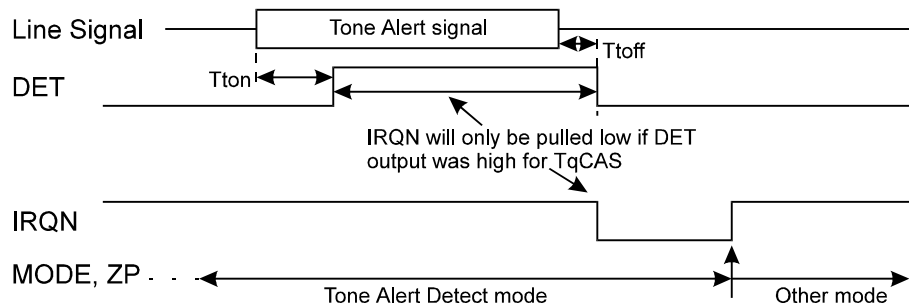 Line Signal
Tone Alert signal
Ttoff
Tton
DET
IRQN will only be pulled low if DET
output was high for TqCAS
IRQN
MODE, ZP
Tone Alert Detect mode
Other mode